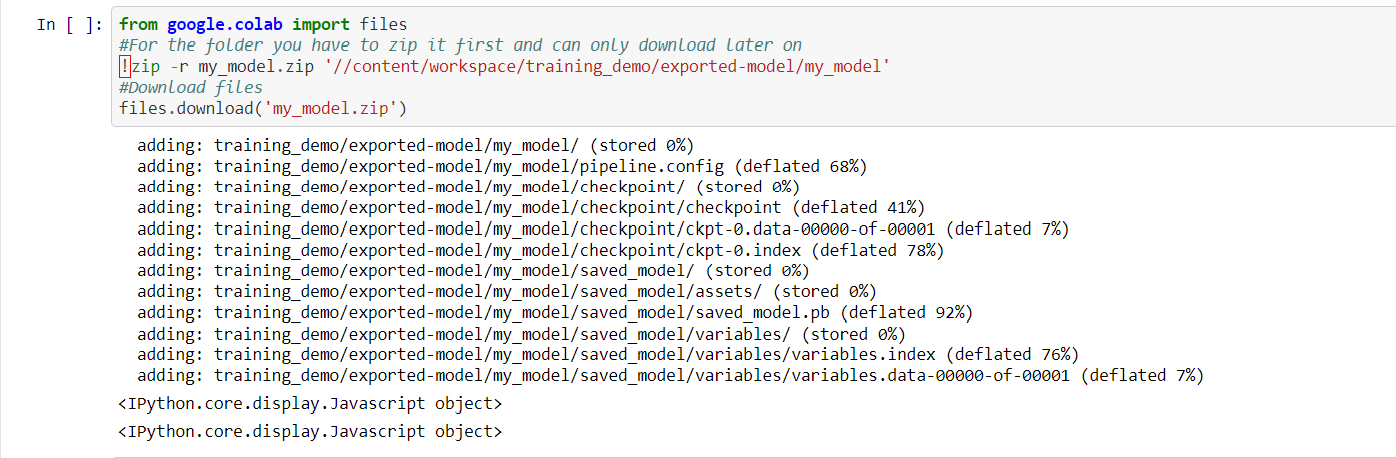 In [ ]: from google.colab import files
#For the folder you have to zip it first and can only download later on
!zip -r my_model.zip '//content/workspace/training_demo/exported-model/my_model'
#Download files
files.download('my_model.zip')
adding: training_demo/exported-model/my_model/ (stored 0%)
adding: training_demo/exported-model/my_model/pipeline.config (deflated 68%)
adding: training_demo/exported-model/my_model/checkpoint/ (stored 0%)
adding: training_demo/exported-model/my_model/checkpoint/checkpoint (deflated 41%)
adding: training_demo/exported-model/my_model/checkpoint/ckpt-0.data-00000-of-00001 (deflated 7%)
adding: training_demo/exported-model/my_model/checkpoint/ckpt-0.index (deflated 78%)
adding: training_demo/exported-model/my_model/saved_model/ (stored 0%)
adding: training_demo/exported-model/my_model/saved_model/assets/ (stored 0%)
adding: training_demo/exported-model/my_model/saved_model/saved_model.pb (deflated 92%)
adding: training_demo/exported-model/my_model/saved_model/variables/ (stored 0%)
adding: training_demo/exported-model/my_model/saved_model/variables/variables.index (deflated 76%)
adding: training_demo/exported-model/my_model/saved_model/variables/variables.data-00000-of-00001 (deflated 7%)
<IPython.core.display.Javascript object>
<IPython.core.display.Javascript object>